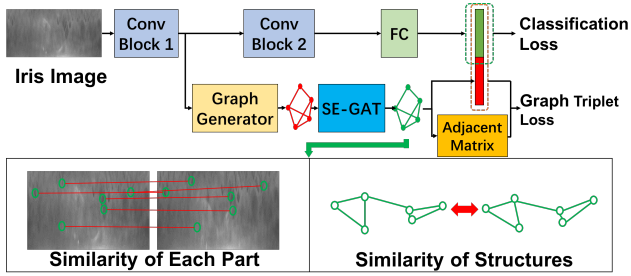 Iris Image
Conv
Block 1
Conv
Block 2
FC
Classification
Loss
Graph
Generator
SE-GAT
Adjacent
Matrix
Graph Triplet
Loss
Similarity of Each Part
Similarity of Structures